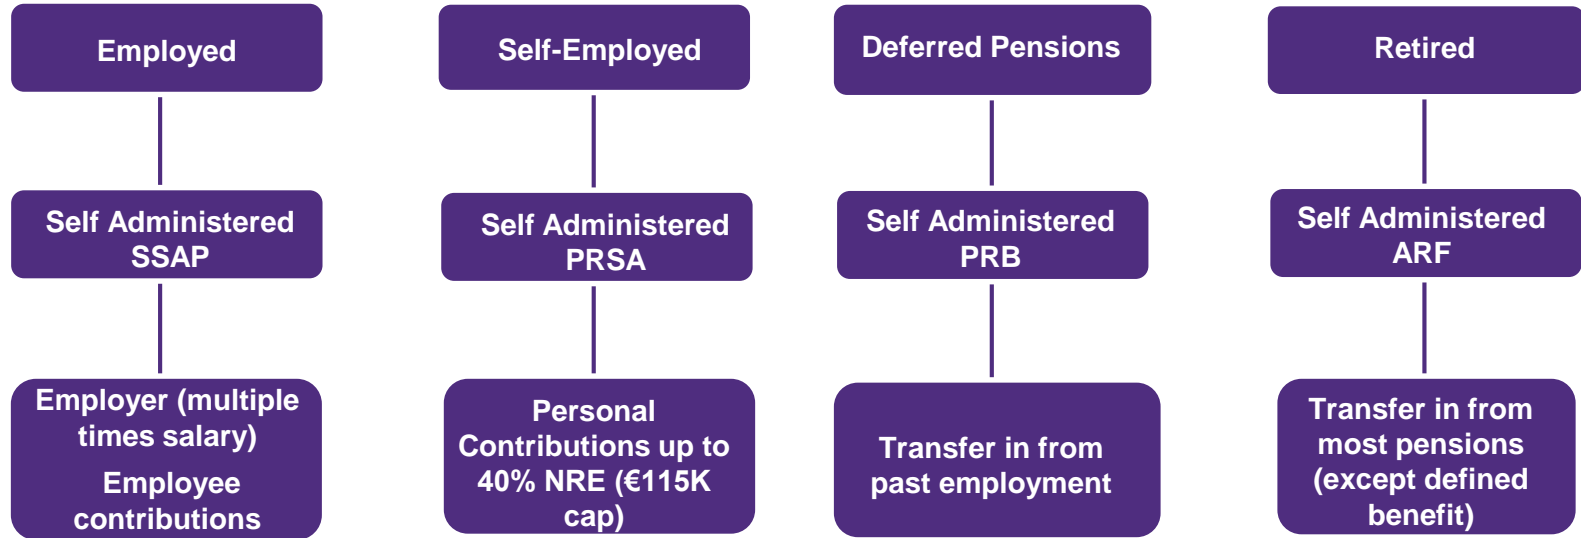 Employed
Self-Employed
Deferred Pensions
Retired
Self Administered
SSAP
Self Administered
PRSA
Self Administered
PRB
Self Administered
ARF
Employer (multiple
times salary)
Employee
contributions
Personal
Contributions up to
40% NRE (€115K
cap)
Transfer in from
past employment
Transfer in from
most pensions
(except defined
benefit)